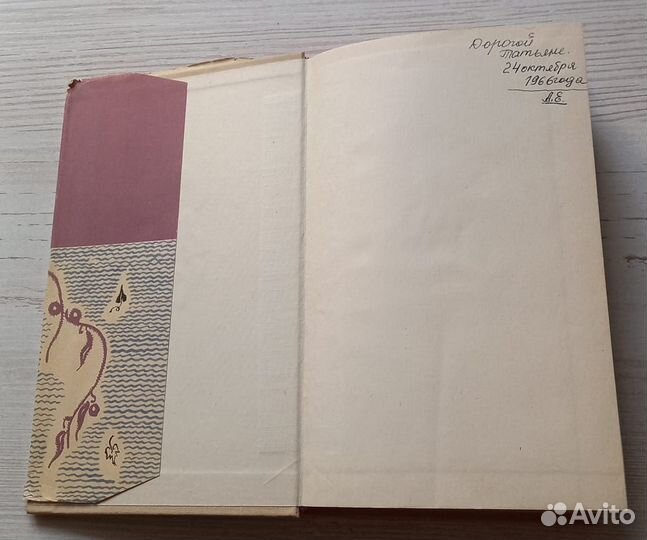 Дорогой
Татьяне.
24 октября
1966 года
А.Е.
Avito